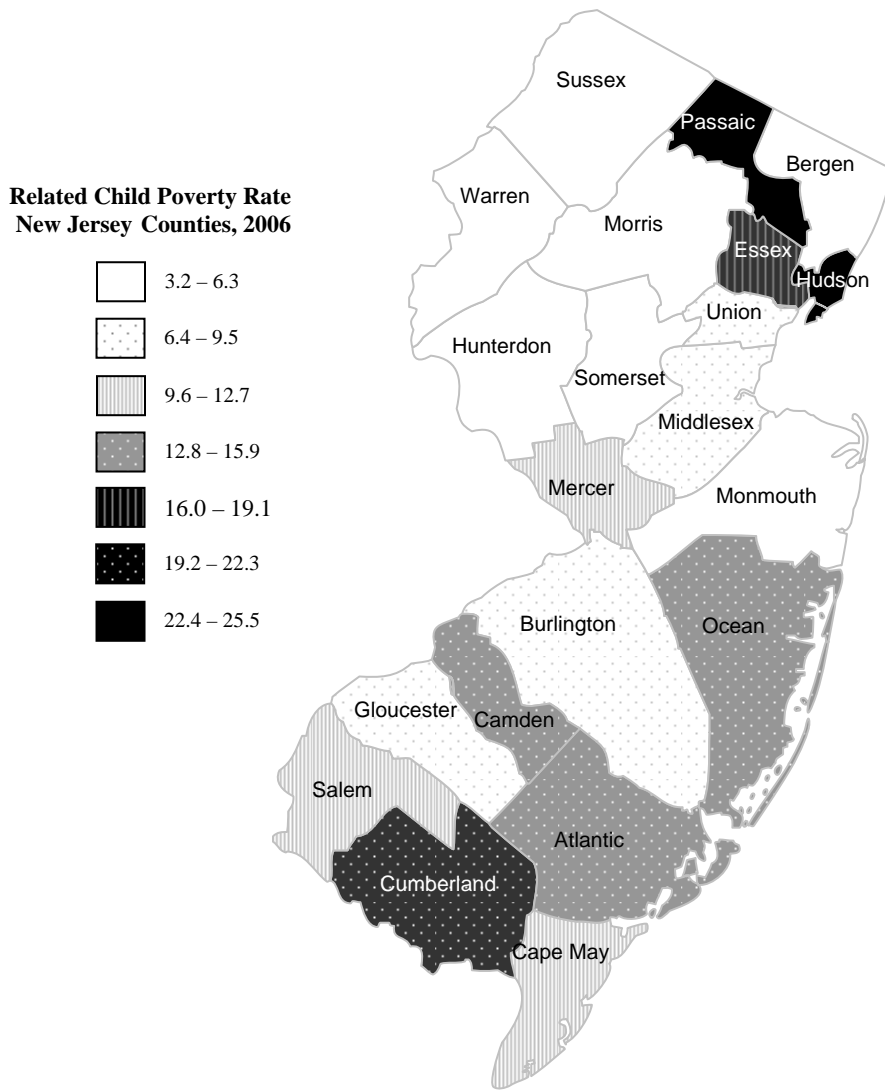 Related Child Poverty Rate
New Jersey Counties, 2006
3.2 – 6.3
6.4 – 9.5
9.6 – 12.7
12.8 – 15.9
16.0 – 19.1
19.2 – 22.3
22.4 – 25.5
Sussex
Passaic
Bergen
Warren
Morris
Essex
Hudson
Union
Hunterdon
Somerset
Middlesex
Mercer
Monmouth
Burlington
Ocean
Gloucester
Camden
Salem
Atlantic
Cumberland
Cape May